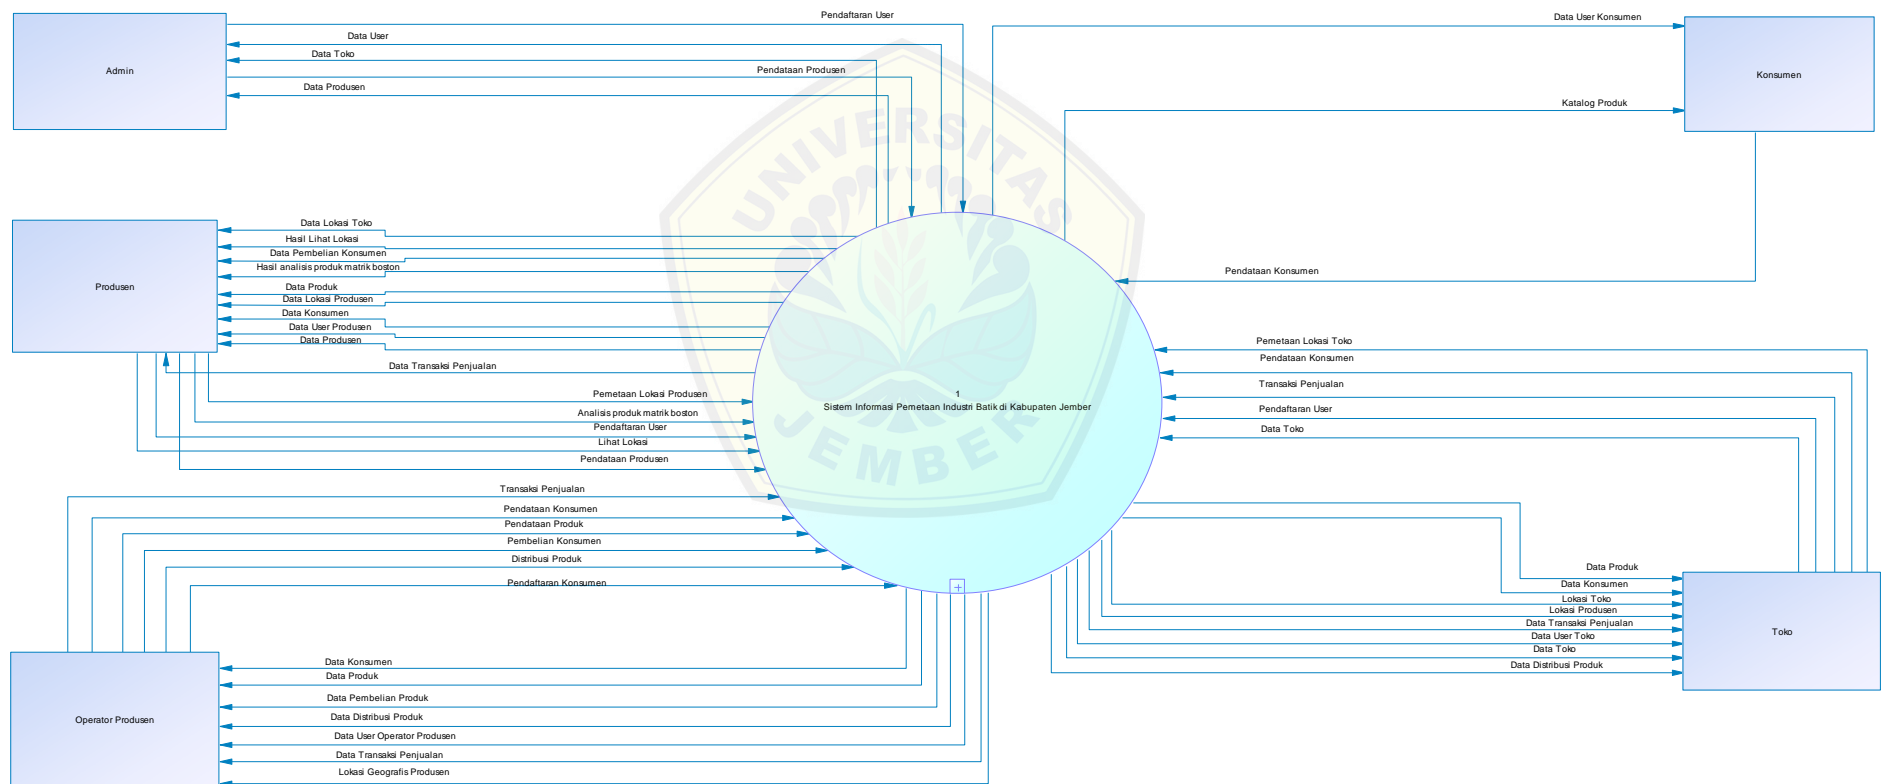 Pendaftaran User
Data User
Data Toko
Pendataan Produsen
Data Produsen
Admin
Data User Konsumen
Katalog Produk
Konsumen
Pendataan Konsumen
UNIVERSITAS
JEMBER
Data Lokasi Toko
Hasil Lihat Lokasi
Data Pembelian Konsumen
Hasil analisis produk matrik boston
Data Produk
Data Lokasi Produsen
Data Konsumen
Data User Produsen
Data Produsen
Produsen
Data Transaksi Penjualan
Pemetaan Lokasi Produsen
Analisis produk matrik boston
Pendaftaran User
Lihat Lokasi
Pendataan Produsen
1
Sistem Informasi Pemetaan Industri Batik di Kabupaten Jember
Pemetaan Lokasi Toko
Pendataan Konsumen
Transaksi Penjualan
Pendaftaran User
Data Toko
Transaksi Penjualan
Pendataan Konsumen
Pendataan Produk
Pembelian Konsumen
Distribusi Produk
Pendaftaran Konsumen
Data Produk
Data Konsumen
Lokasi Toko
Lokasi Produsen
Data Transaksi Penjualan
Data User Toko
Data Toko
Data Distribusi Produk
Toko
Data Konsumen
Data Produk
Data Pembelian Produk
Data Distribusi Produk
Data User Operator Produsen
Data Transaksi Penjualan
Lokasi Geografis Produsen
Operator Produsen